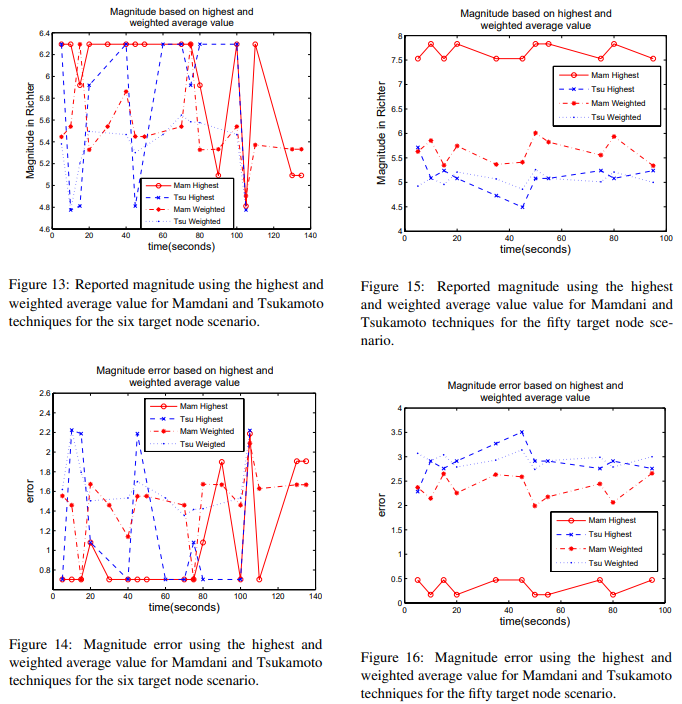 Magnitude based on highest and
weighted average value
6.4
6.2
6
5.8
5.6
5.4
5.2
5
4.8
4.6
0
20
40
60
80
100
120
140
Magnitude in Richter
time(seconds)
Mam Highest
Tsu Highest
Mam Weighted
Tsu Weighted
Figure 13: Reported magnitude using the highest and
weighted average value for Mamdani and Tsukamoto
techniques for the six target node scenario.
Magnitude error based on highest and
weighted average value
2.6
2.4
2.2
2
1.8
1.6
1.4
1.2
1
0.8
0
20
40
60
80
100
120
140
error
time(seconds)
Mam Highest
Tsu Highest
Mam Weighted
Tsu Weigted
Figure 14: Magnitude error using the highest and
weighted average value for Mamdani and Tsukamoto
techniques for the six target node scenario.
Magnitude based on highest and
weighted average value
8
7.5
7
6.5
6
5.5
5
4.5
4
0
20
40
60
80
100
Magnitude in Richter
time(seconds)
Mam Highest
Tsu Highest
Mam Weighted
Tsu Weighted
Figure 15: Reported magnitude using the highest
and weighted average value value for Mamdani and
Tsukamoto techniques for the fifty target node sce-
nario.
Magnitude error based on highest and
weighted average value
4
3.5
3
2.5
2
1.5
1
0.5
0
0
20
40
60
80
100
error
time(seconds)
Mam Highest
Tsu Highest
Mam Weighted
Tsu Weighted
Figure 16: Magnitude error using the highest and
weighted average value for Mamdani and Tsukamoto
techniques for the fifty target node scenario.